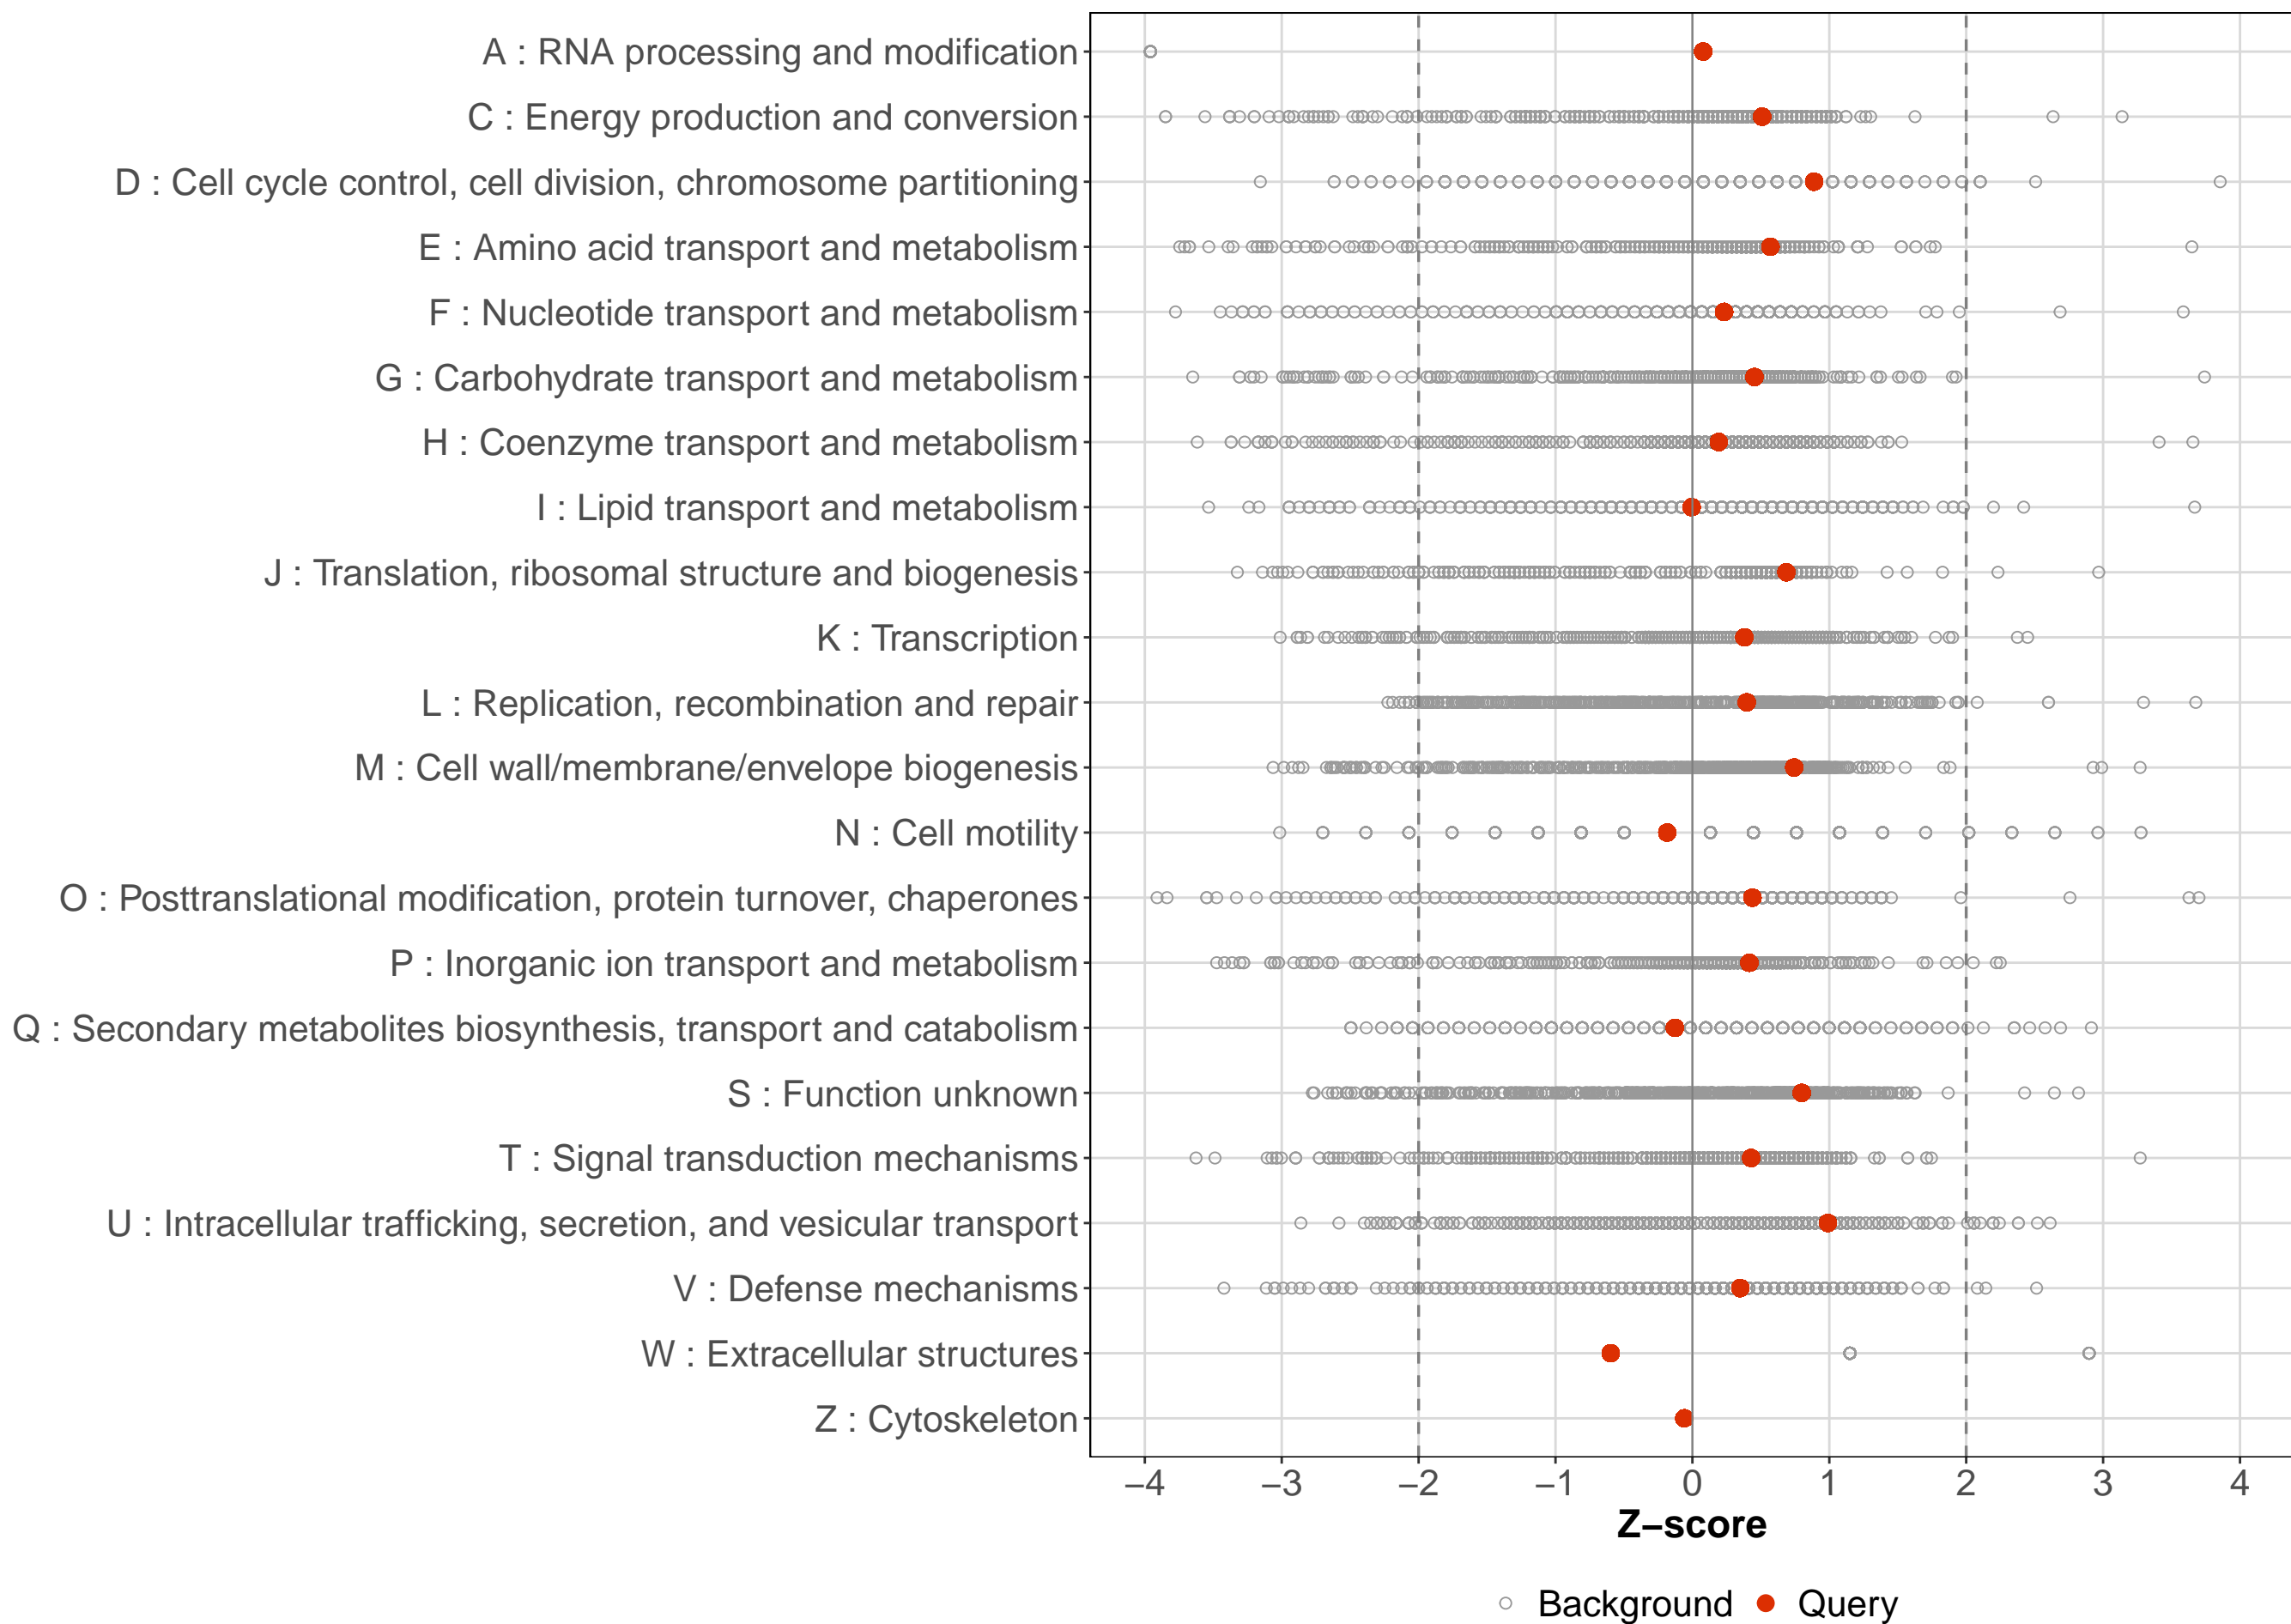 A : RNA processing and modification
C : Energy production and conversion
D : Cell cycle control, cell division, chromosome partitioning
E : Amino acid transport and metabolism
F : Nucleotide transport and metabolism
G : Carbohydrate transport and metabolism
H : Coenzyme transport and metabolism
I : Lipid transport and metabolism
J : Translation, ribosomal structure and biogenesis
K : Transcription
L : Replication, recombination and repair
M : Cell wall/membrane/envelope biogenesis
N : Cell motility
O : Posttranslational modification, protein turnover, chaperones
P : Inorganic ion transport and metabolism
Q : Secondary metabolites biosynthesis, transport and catabolism
S : Function unknown
T : Signal transduction mechanisms
U : Intracellular trafficking, secretion, and vesicular transport
V : Defense mechanisms
W : Extracellular structures
Z : Cytoskeleton
−4 −3 −2 −1 0 1 2 3 4
Z−score
Background Query